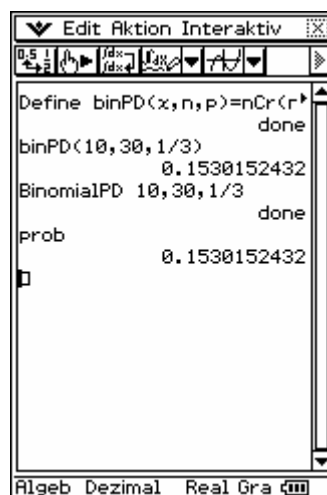 Edit Aktion Interaktiv
Define binPD(x,n,p)=nCr(r
done
binPD(10,30,1/3)
0.1530152432
BinomialPD 10,30,1/3
done
prob
0.1530152432
Algeb Dezimal Real Gra